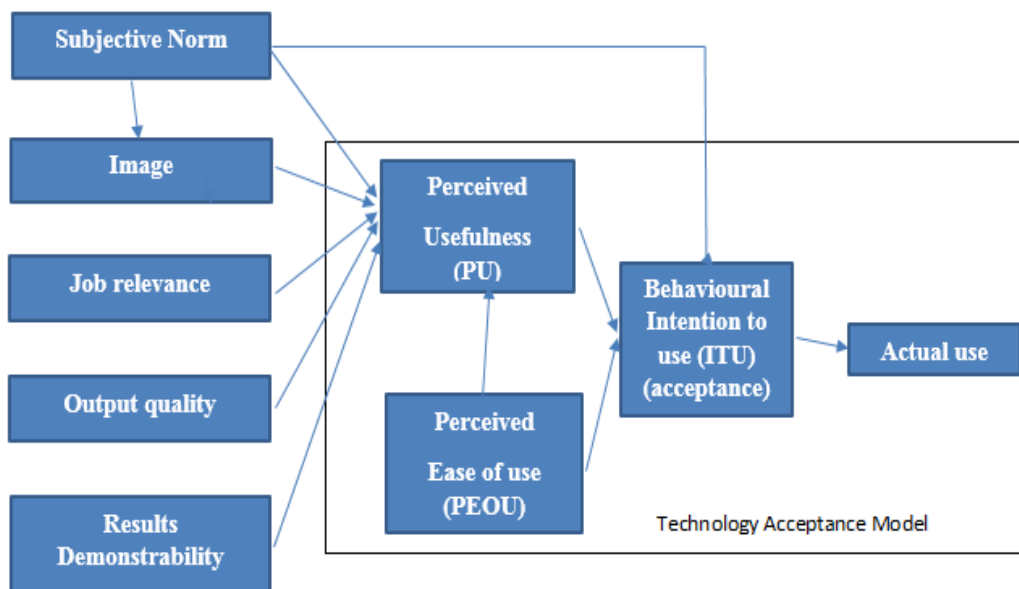 Subjective Norm
Image
Job relevance
Output quality
Results
Demonstrability
Perceived
Usefulness
(PU)
Perceived
Ease of use
(PEOU)
Behavioural
Intention to
use (ITU)
(acceptance)
Actual use
Technology Acceptance Model